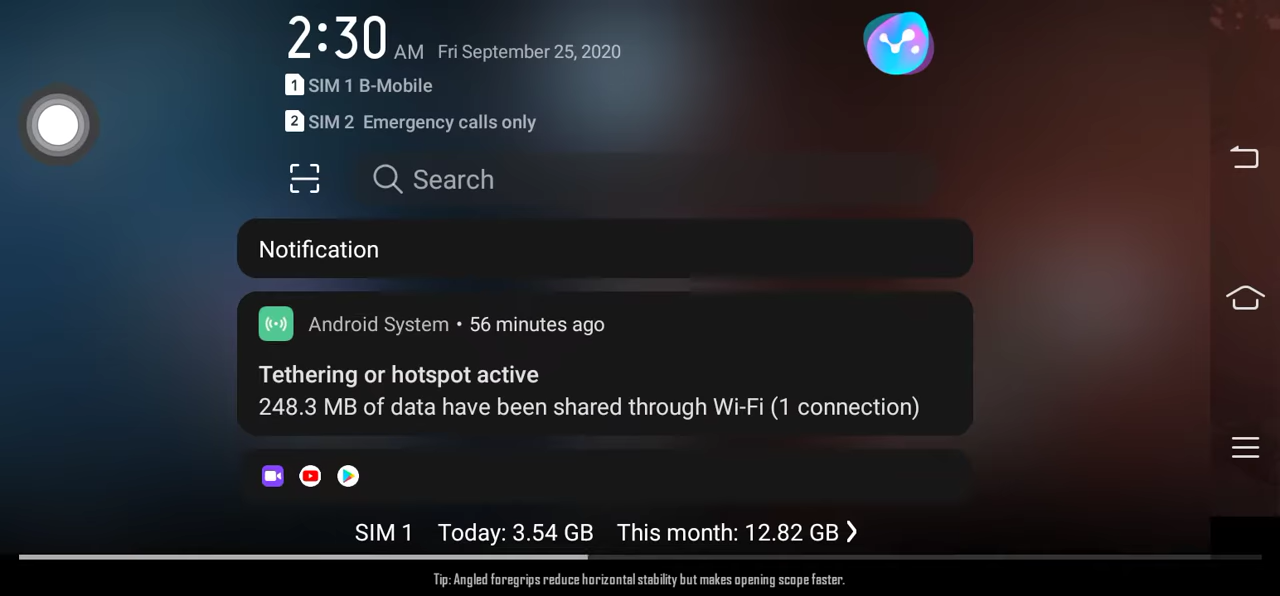 2:30 AM Fri September 25, 2020
1 SIM 1 B-Mobile
2 SIM 2 Emergency calls only
Search
Notification
Android System • 56 minutes ago
Tethering or hotspot active
248.3 MB of data have been shared through Wi-Fi (1 connection)
SIM 1 Today: 3.54 GB This month: 12.82 GB ❯
Tip: Angled foregrips reduce horizontal stability but makes opening scope faster.